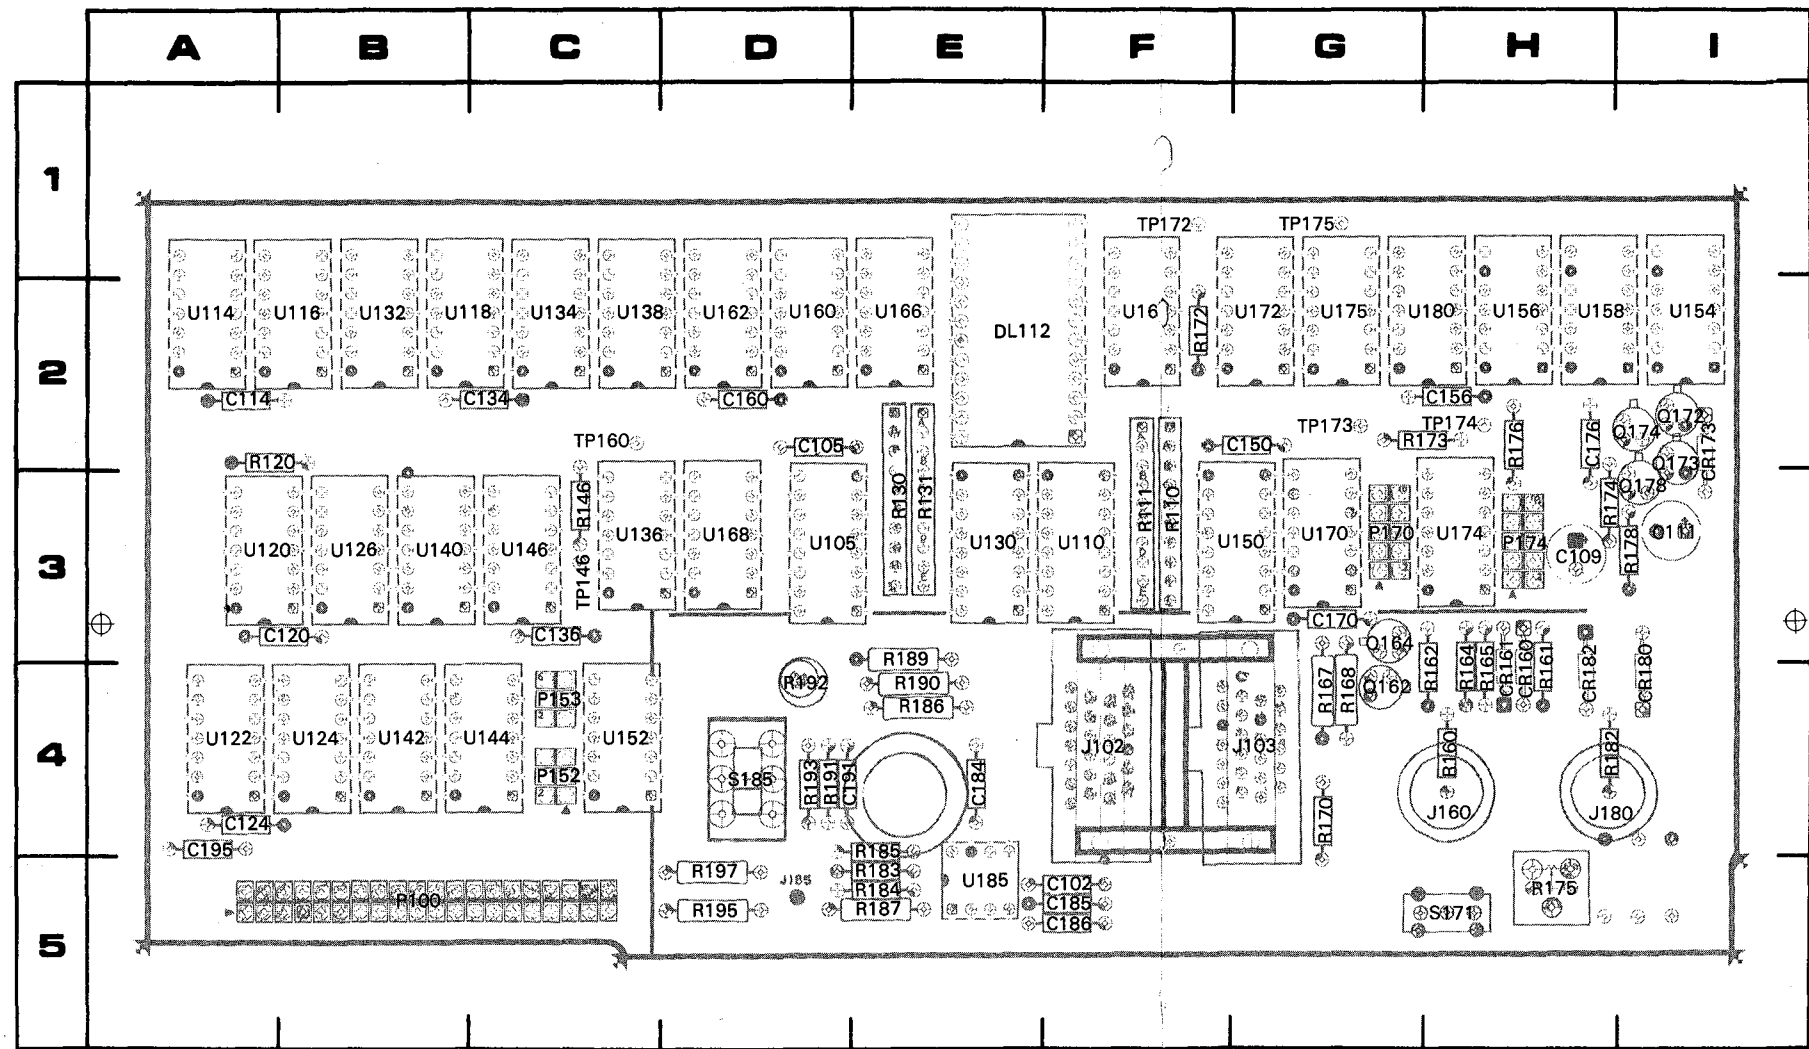 A B C D E F G H I
1
TP172 TP175
U114 U116 U132 U118 U134 U138 U162 U160 U166 DL112 U16 R172 U172 U175 U180 U156 U158 U154
2
C114 C134 C160 C156
TP160 C105 C150 TP173 R173 TP174 R176 C176 Q174 Q172 CR173
R120 R146 R130 R131 R111 R110 R174 Q178 Q173
U120 U126 U140 U146 U136 U168 U105 U130 U110 U150 U170 P170 U174 P174 C109 R178 Q111
3
TP146
C120 C136 C170 Q164
R189 R167 R168 Q162 R162 R164 R165 CR161 CR160 R161 CR182 CR180
P153 R192 R190
R186
U122 U124 U142 U144 P152 U152 S185 R193 R191 C191 C184 J102 J103 R160 R182
4
J160 J180
C124 R170
C195 R185
R197 J185 R183 U185 C102 R175
P100 R184
R195 R187 C185 S171
C186
5